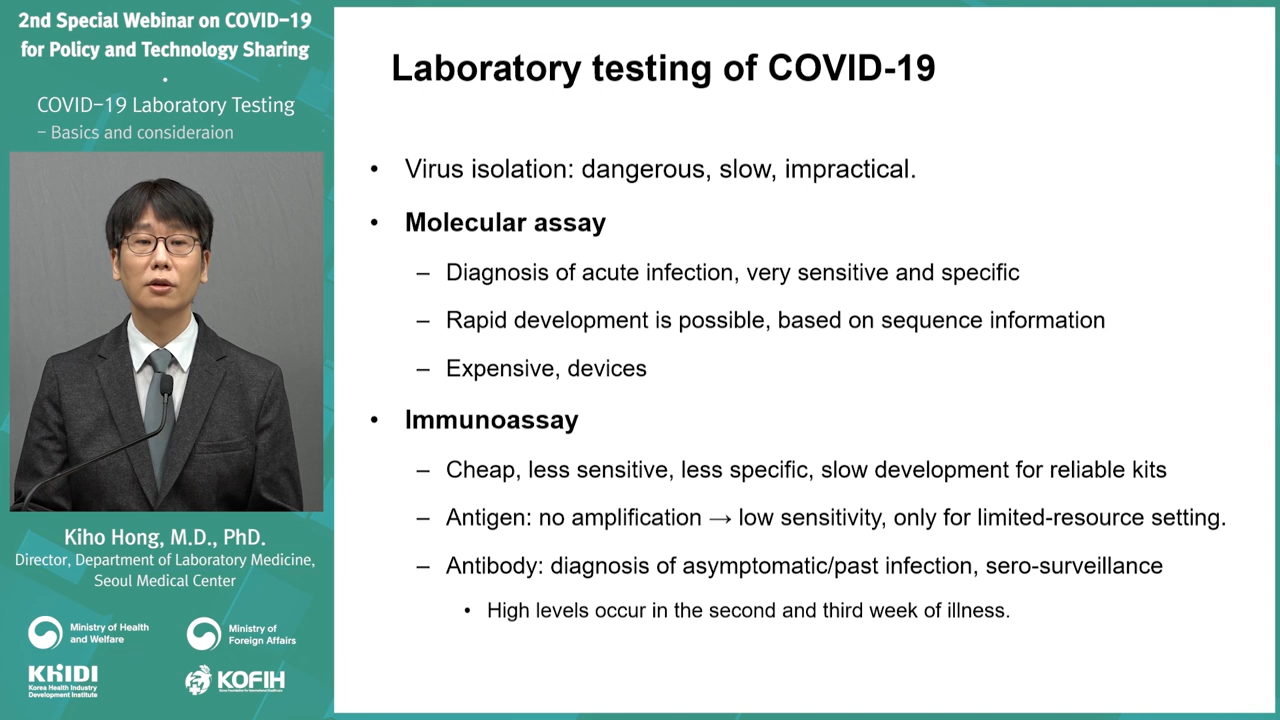 2nd Special Webinar on COVID-19
for Policy and Technology Sharing
·
COVID-19 Laboratory Testing
- Basics and consideraion
Kiho Hong, M.D., PhD.
Director, Department of Laboratory Medicine,
Seoul Medical Center
Ministry of Health
and Welfare
Ministry of
Foreign Affairs
KHIDI
Korea Health Industry
Development Institute
KOFIH
Korea Foundation for International Healthcare
Laboratory testing of COVID-19
• Virus isolation: dangerous, slow, impractical.
• Molecular assay
– Diagnosis of acute infection, very sensitive and specific
– Rapid development is possible, based on sequence information
– Expensive, devices
• Immunoassay
– Cheap, less sensitive, less specific, slow development for reliable kits
– Antigen: no amplification → low sensitivity, only for limited-resource setting.
– Antibody: diagnosis of asymptomatic/past infection, sero-surveillance
• High levels occur in the second and third week of illness.